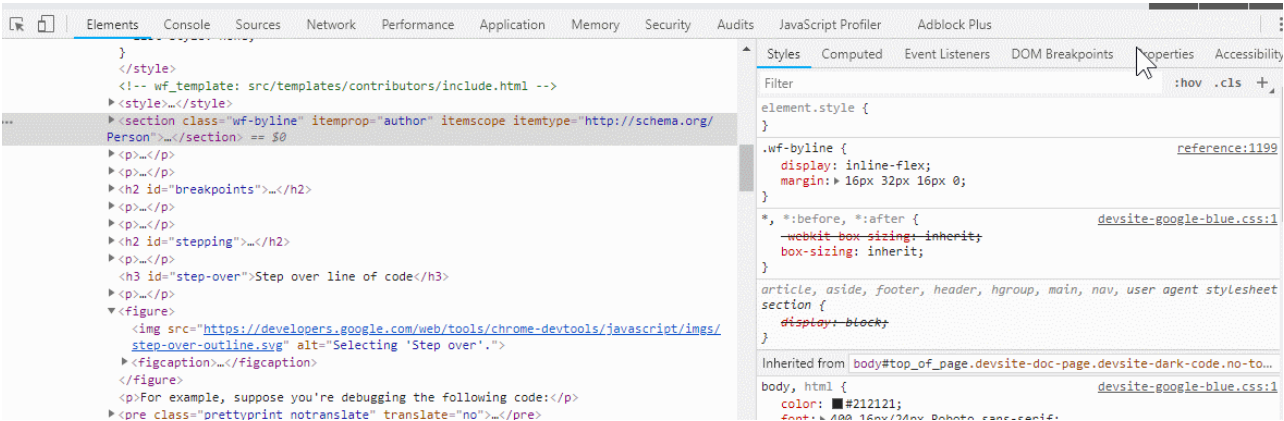 Elements Console Sources Network Performance Application Memory Security Audits JavaScript Profiler Adblock Plus
}
</style>
<!-- wf_template: src/templates/contributors/include.html -->
▶<style>…</style>
... ▶<section class="wf-byline" itemprop="author" itemscope itemtype="http://schema.org/
Person">…</section> == $0
▶<p>…</p>
▶<p>…</p>
▶<h2 id="breakpoints">…</h2>
▶<p>…</p>
▶<p>…</p>
▶<h2 id="stepping">…</h2>
▶<p>…</p>
<h3 id="step-over">Step over line of code</h3>
▶<p>…</p>
▼<figure>
<img src="https://developers.google.com/web/tools/chrome-devtools/javascript/imgs/
step-over-outline.svg" alt="Selecting 'Step over'.">
▶<figcaption>…</figcaption>
</figure>
<p>For example, suppose you're debugging the following code:</p>
▶<pre class="prettyprint notranslate" translate="no">…</pre>
Styles Computed Event Listeners DOM Breakpoints Properties Accessibility
Filter :hov .cls +
element.style {
}
.wf-byline { reference:1199
display: inline-flex;
margin:▶ 16px 32px 16px 0;
}
*, *:before, *:after { devsite-google-blue.css:1
-webkit-box-sizing: inherit;
box-sizing: inherit;
}
article, aside, footer, header, hgroup, main, nav, user agent stylesheet
section {
display: block;
}
Inherited from body#top_of_page.devsite-doc-page.devsite-dark-code.no-to...
body, html { devsite-google-blue.css:1
color: #212121;
font:▶ 400 16px/24px Roboto,sans-serif;